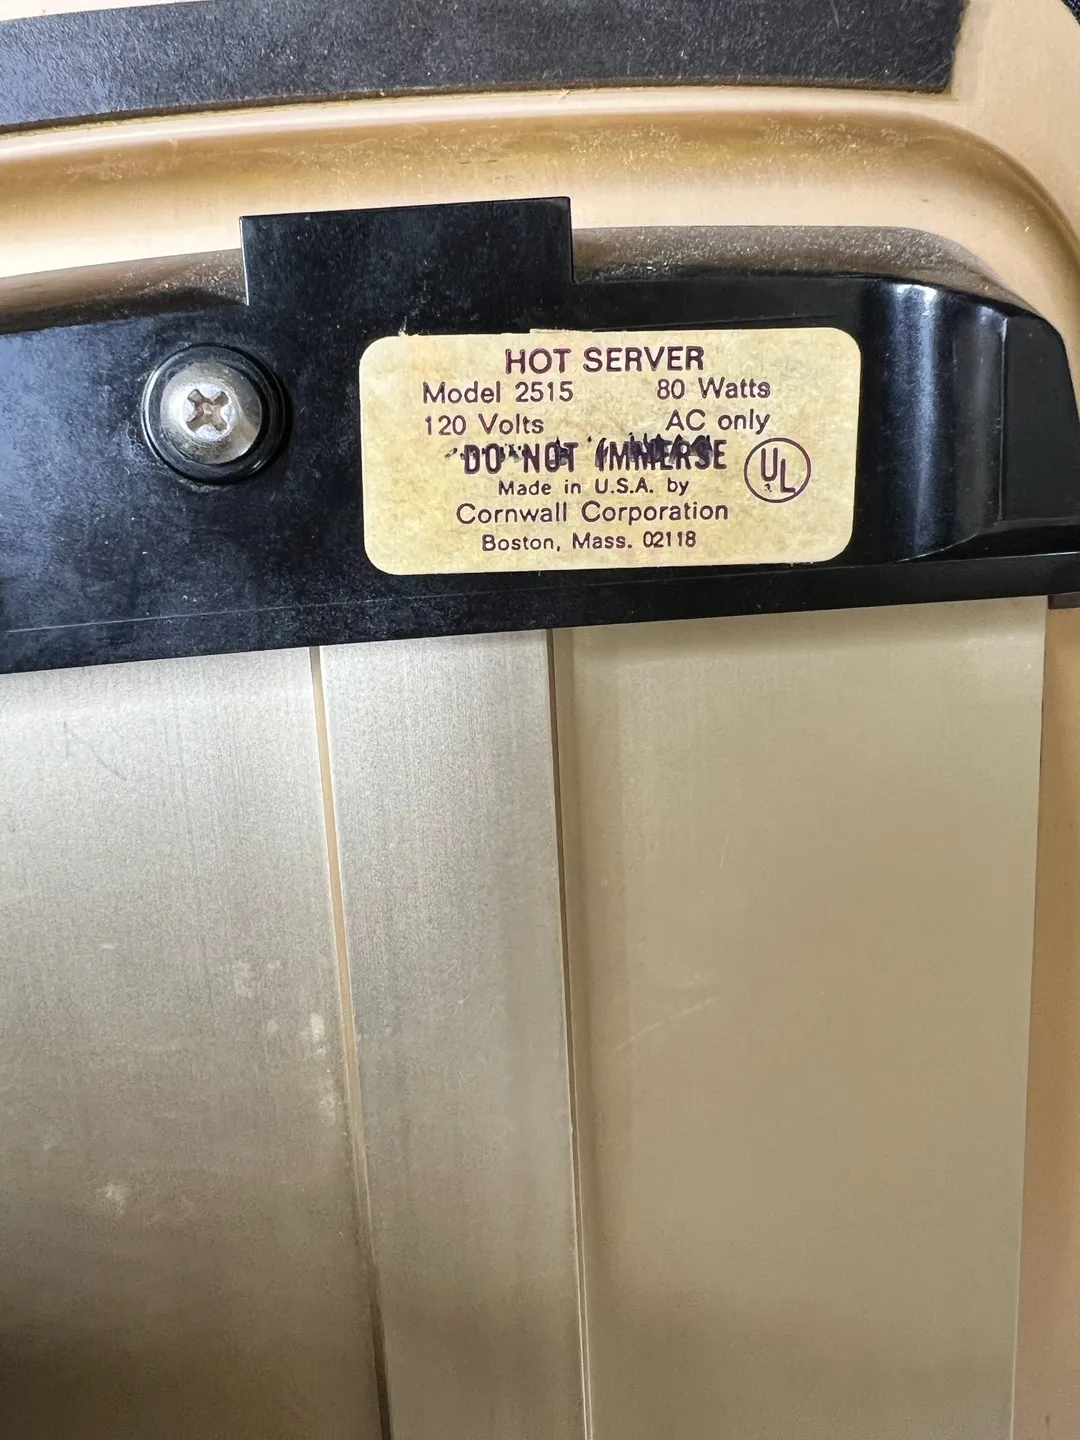 HOT SERVER
Model 2515 80 Watts
120 Volts AC only
DO NOT IMMERSE
Made in U.S.A. by
UL
Cornwall Corporation
Boston, Mass. 02118